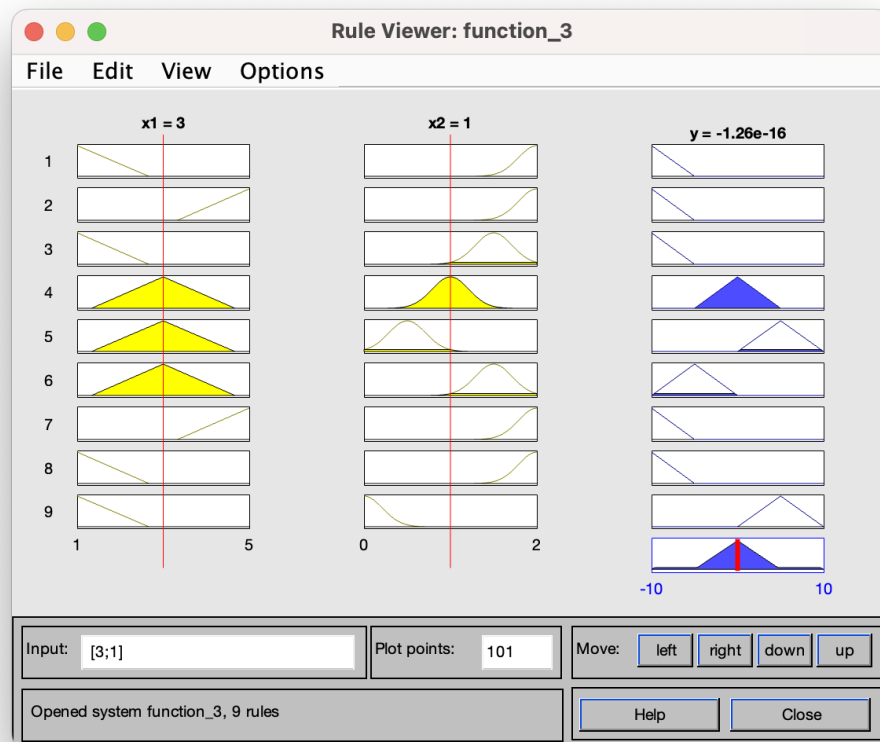 Rule Viewer: function_3
File Edit View Options
x1 = 3 x2 = 1 y = -1.26e-16
1
2
3
4
5
6
7
8
9
1 5 0 2
-10 10
Input: [3;1] Plot points: 101 Move: left right down up
Opened system function_3, 9 rules Help Close